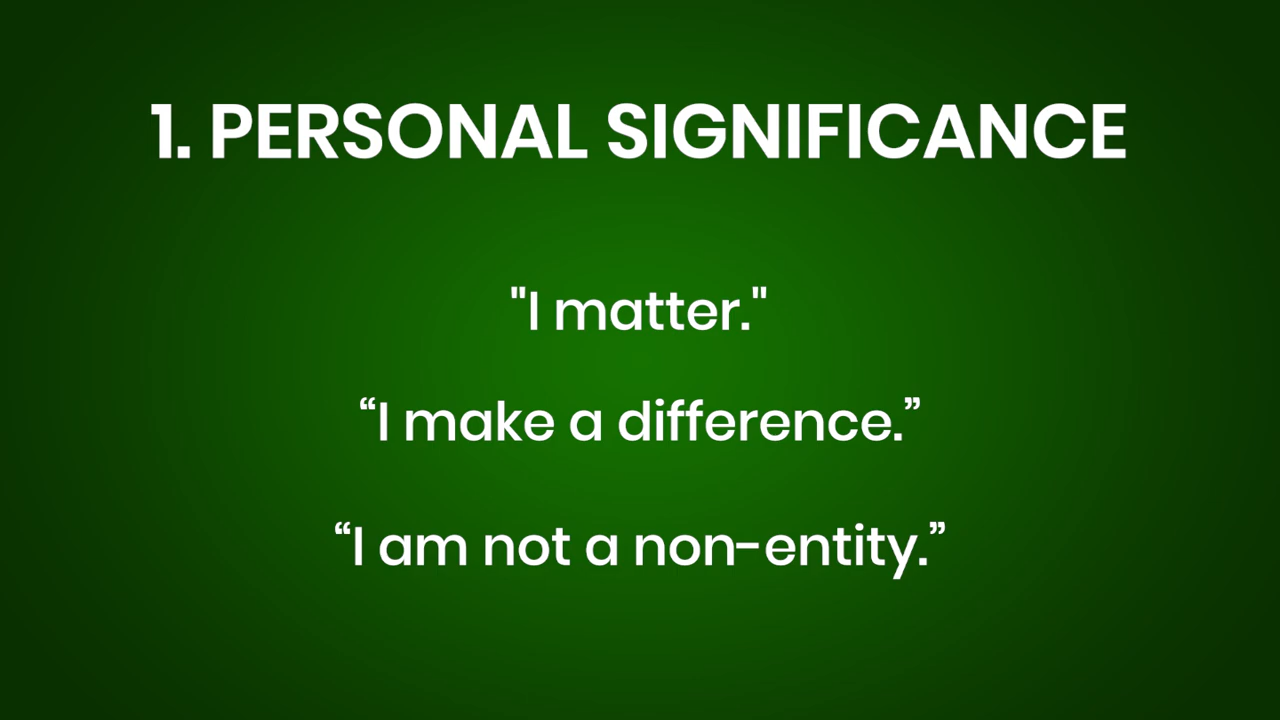 1. PERSONAL SIGNIFICANCE
"I matter."
“I make a difference.”
“I am not a non-entity.”